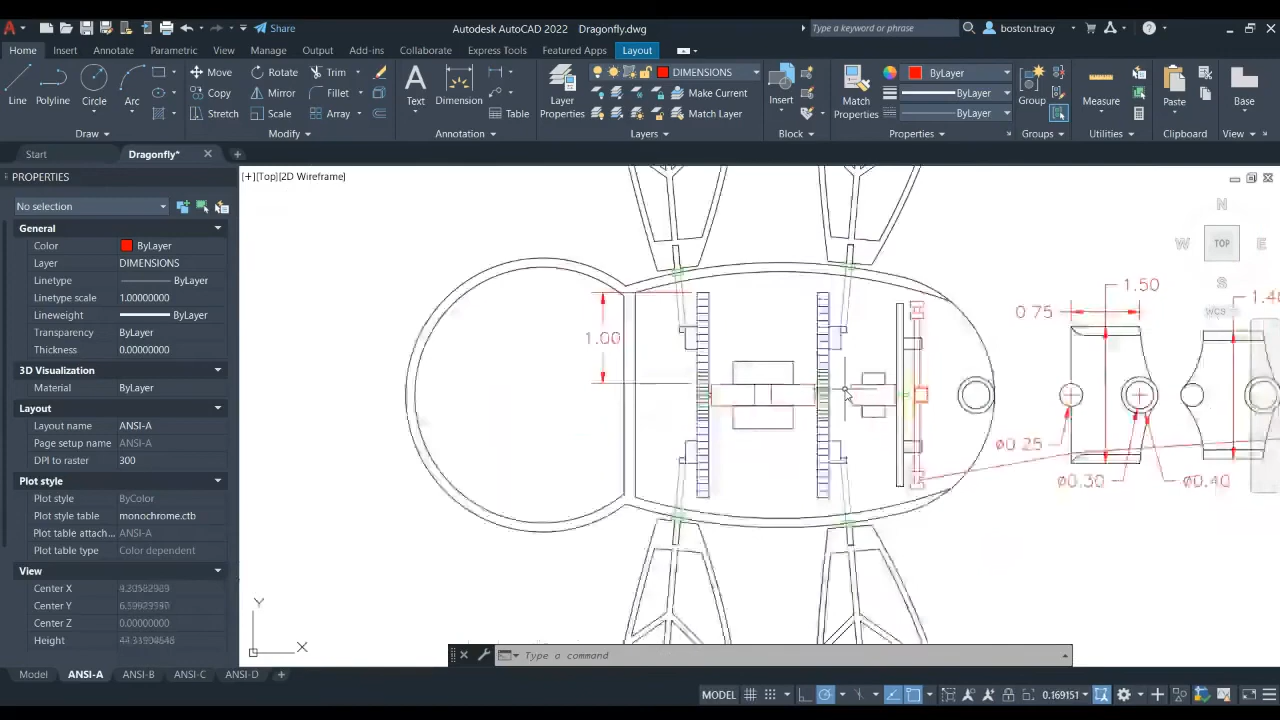 Share
Autodesk AutoCAD 2022 Dragonfly.dwg
Type a keyword or phrase
boston.tracy
Home Insert Annotate Parametric View Manage Output Add-ins Collaborate Express Tools Featured Apps Layout
Line Polyline Circle Arc
Move Rotate Trim
Copy Mirror Fillet
Stretch Scale Array
Text Dimension Table
Layer Properties
DIMENSIONS
Make Current
Match Layer
Insert
Match Properties
ByLayer
ByLayer
ByLayer
Group
Measure
Paste
Base
Draw Modify Annotation Layers Block Properties Groups Utilities Clipboard View
Start Dragonfly*
PROPERTIES
[+][Top][2D Wireframe]
No selection
General
Color ByLayer
Layer DIMENSIONS
Linetype ByLayer
Linetype scale 1.00000000
Lineweight ByLayer
Transparency ByLayer
Thickness 0.00000000
3D Visualization
Material ByLayer
Layout
Layout name ANSI-A
Page setup name ANSI-A
DPI to raster 300
Plot style
Plot style ByColor
Plot style table monochrome.ctb
Plot table attach... ANSI-A
Plot table type Color dependent
View
Center X
Center Y
Center Z 0.00000000
Height
N
W TOP E
S
WCS
1.00
0.75
1.50
ø0.25
ø0.30
ø0.40
Y
X
Type a command
Model ANSI-A ANSI-B ANSI-C ANSI-D
MODEL
0.169151